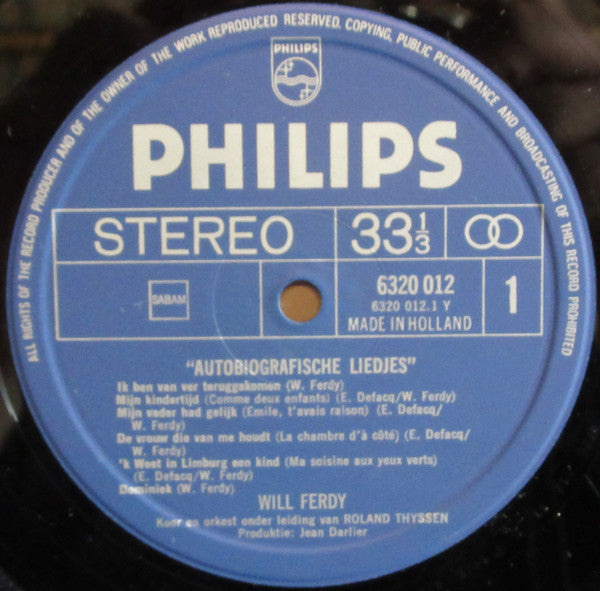 ALL RIGHTS OF THE RECORD PRODUCER AND OF THE OWNER OF THE WORK REPRODUCED RESERVED. COPYING, PUBLIC PERFORMANCE AND BROADCASTING OF THIS RECORD PROHIBITED
PHILIPS
PHILIPS
STEREO 33⅓
6320 012
SABAM 6320 012.1 Y 1
MADE IN HOLLAND
"AUTOBIOGRAFISCHE LIEDJES"
Ik ben van ver teruggekomen (W. Ferdy)
Mijn kindertijd (Comme deux enfants) (E. Defacq/W. Ferdy)
Mijn vader had gelijk (Emile, t'avais raison) (E. Defacq/
W. Ferdy)
De vrouw die van me houdt (La chambre d'à côté) (E. Defacq/
W. Ferdy)
'k Weet in Limburg een kind (Ma saisine aux yeux verts)
(E. Defacq/W. Ferdy)
Dominiek (W. Ferdy)
WILL FERDY
Koor en orkest onder leiding van ROLAND THYSSEN
Produktie: Jean Darlier